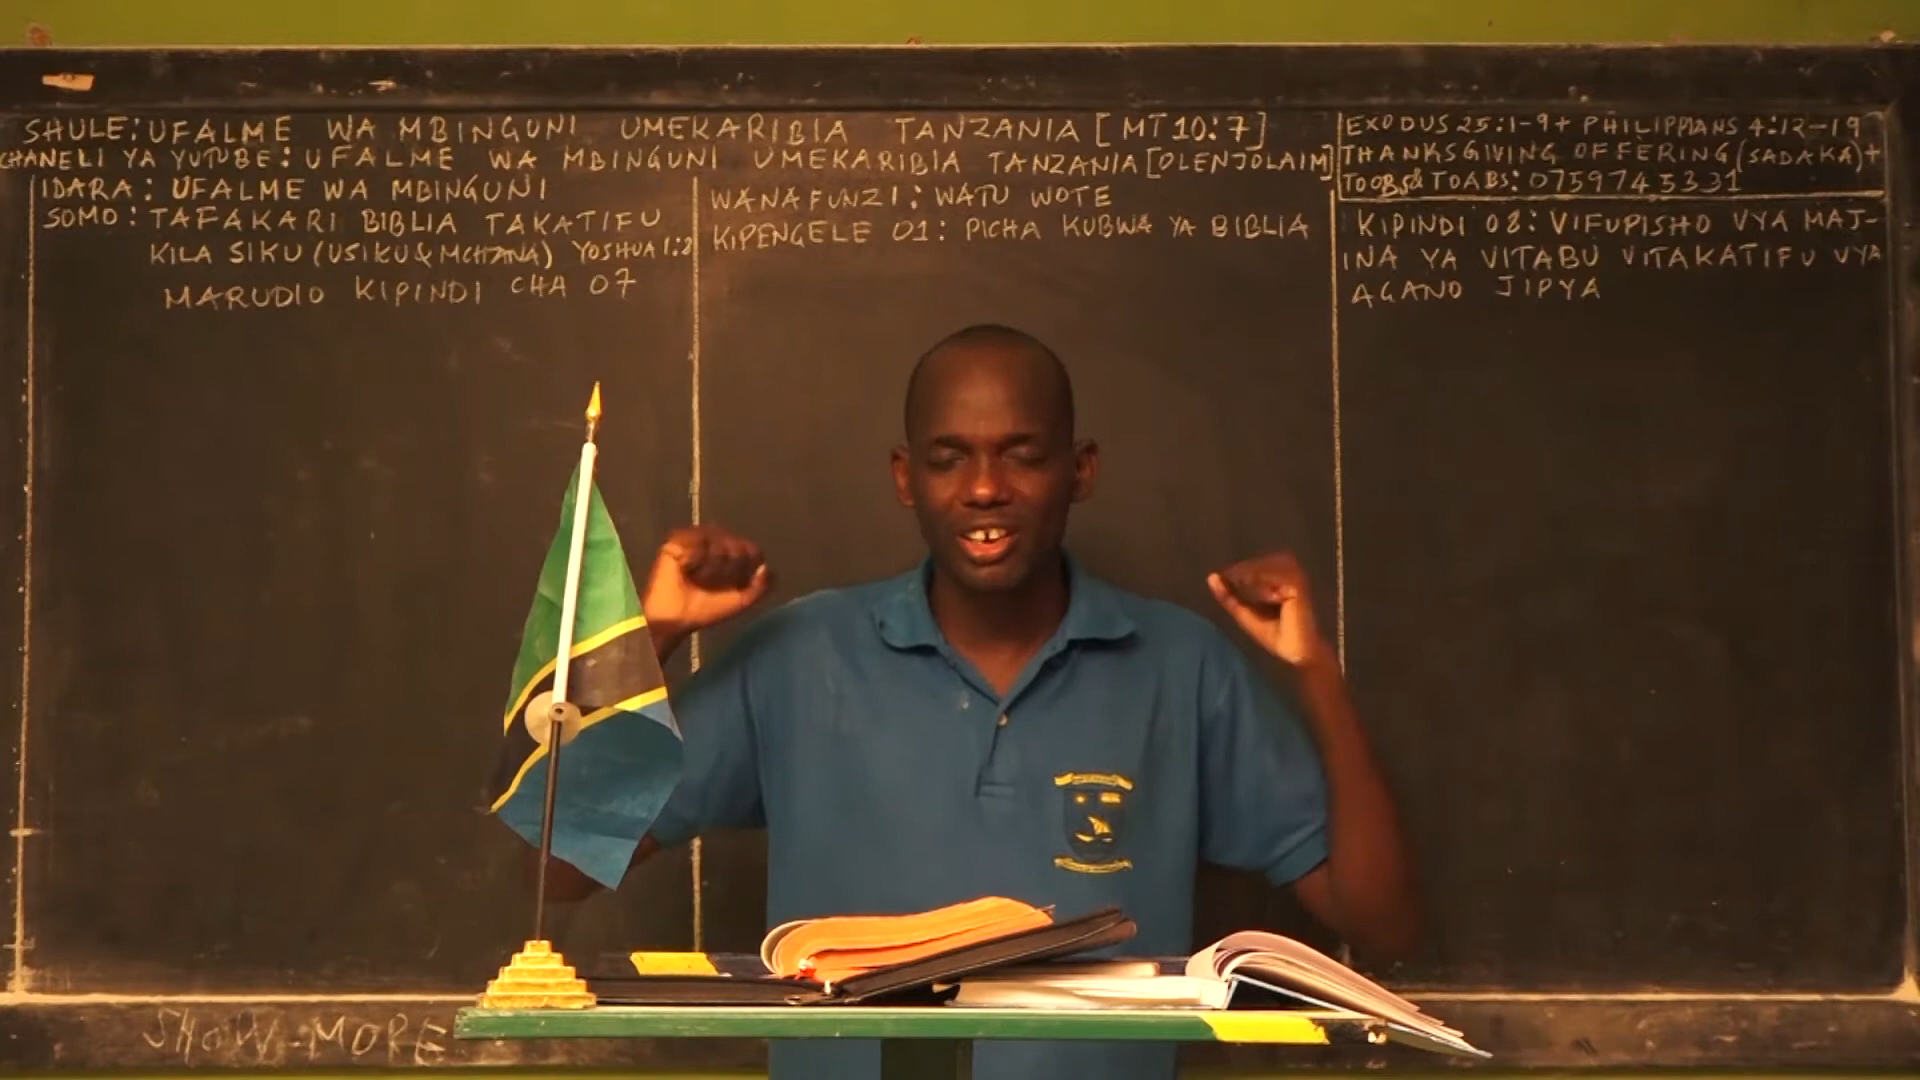 SHULE: UFALME WA MBINGUNI UMEKARIBIA TANZANIA [MT 10:7]
CHANELI YA YUTUBE: UFALME WA MBINGUNI UMEKARIBIA TANZANIA [OLENJOLAIM]
IDARA: UFALME WA MBINGUNI
SOMO: TAFAKARI BIBLIA TAKATIFU
KILA SIKU (USIKU & MCHANA) YOSHUA 1:8
MARUDIO KIPINDI CHA 07
WANAFUNZI: WATU WOTE
KIPENGELE 01: PICHA KUBWA YA BIBLIA
EXODUS 25:1-9 + PHILIPPIANS 4:12-19
THANKSGIVING OFFERING (SADAKA) +
TOOBS & TOABS: 0759745331
KIPINDI 08: VIFUPISHO VYA MAJ-
INA YA VITABU VITAKATIFU VYA
AGANO JIPYA
SHOW MORE